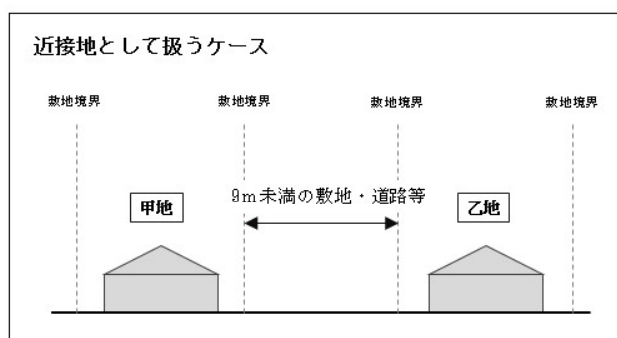 近接地として扱うケース
敷地境界 敷地境界 敷地境界 敷地境界
9m未満の敷地・道路等
甲地 乙地